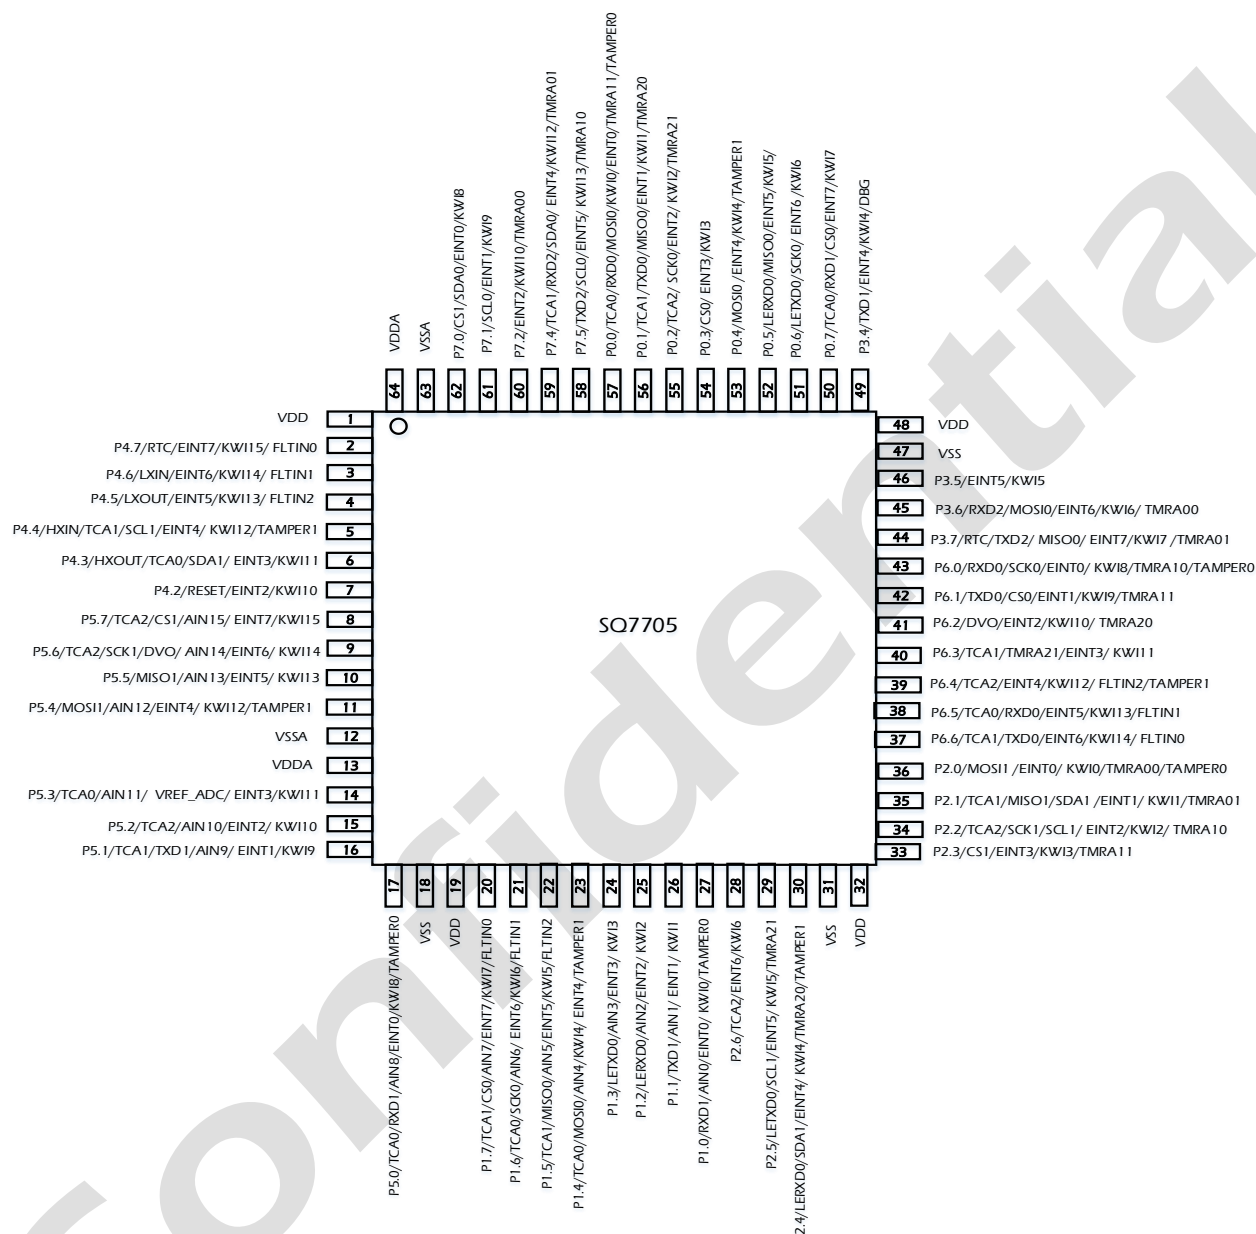 P7.0/CS1/SDA0/EINT0/KWI8
P7.1/SCL0/EINT1/KWI9
P7.2/EINT2/KWI10/TMRA00
P7.4/TCA1/RXD2/SDA0/ EINT4/KWI12/TMRA01
P7.5/TXD2/SCL0/EINT5/ KWI13/TMRA10
P0.0/TCA0/RXD0/MOSI0/KWI0/EINT0/TMRA11/TAMPER0
P0.1/TCA1/TXD0/MISO0/EINT1/KWI1/TMRA20
P0.2/TCA2/ SCK0/EINT2/ KWI2/TMRA21
P0.3/CS0/ EINT3/KWI3
P0.4/MOSI0 /EINT4/KWI4/TAMPER1
P0.5/LERXD0/MISO0/EINT5/KWI5/
P0.6/LETXD0/SCK0/ EINT6 /KWI6
P0.7/TCA0/RXD1/CS0/EINT7/KWI7
P3.4/TXD1/EINT4/KWI4/DBG
VDDA
VSSA
64
63
62
61
60
59
58
57
56
55
54
53
52
51
50
49
VDD 1
P4.7/RTC/EINT7/KWI15/ FLTIN0 2
P4.6/LXIN/EINT6/KWI14/ FLTIN1 3
P4.5/LXOUT/EINT5/KWI13/ FLTIN2 4
P4.4/HXIN/TCA1/SCL1/EINT4/ KWI12/TAMPER1 5
P4.3/HXOUT/TCA0/SDA1/ EINT3/KWI11 6
P4.2/RESET/EINT2/KWI10 7
P5.7/TCA2/CS1/AIN15/ EINT7/KWI15 8
P5.6/TCA2/SCK1/DVO/ AIN14/EINT6/ KWI14 9
P5.5/MISO1/AIN13/EINT5/ KWI13 10
P5.4/MOSI1/AIN12/EINT4/ KWI12/TAMPER1 11
VSSA 12
VDDA 13
P5.3/TCA0/AIN11/ VREF_ADC/ EINT3/KWI11 14
P5.2/TCA2/AIN10/EINT2/ KWI10 15
P5.1/TCA1/TXD1/AIN9/ EINT1/KWI9 16
SQ7705
48 VDD
47 VSS
46 P3.5/EINT5/KWI5
45 P3.6/RXD2/MOSI0/EINT6/KWI6/ TMRA00
44 P3.7/RTC/TXD2/ MISO0/ EINT7/KWI7 /TMRA01
43 P6.0/RXD0/SCK0/EINT0/ KWI8/TMRA10/TAMPER0
42 P6.1/TXD0/CS0/EINT1/KWI9/TMRA11
41 P6.2/DVO/EINT2/KWI10/ TMRA20
40 P6.3/TCA1/TMRA21/EINT3/ KWI11
39 P6.4/TCA2/EINT4/KWI12/ FLTIN2/TAMPER1
38 P6.5/TCA0/RXD0/EINT5/KWI13/FLTIN1
37 P6.6/TCA1/TXD0/EINT6/KWI14/ FLTIN0
36 P2.0/MOSI1 /EINT0/ KWI0/TMRA00/TAMPER0
35 P2.1/TCA1/MISO1/SDA1 /EINT1/ KWI1/TMRA01
34 P2.2/TCA2/SCK1/SCL1/ EINT2/KWI2/ TMRA10
33 P2.3/CS1/EINT3/KWI3/TMRA11
17
18
19
20
21
22
23
24
25
26
27
28
29
30
31
32
P5.0/TCA0/RXD1/AIN8/EINT0/KWI8/TAMPER0
VSS
VDD
P1.7/TCA1/CS0/AIN7/EINT7/KWI7/FLTIN0
P1.6/TCA0/SCK0/AIN6/ EINT6/KWI6/FLTIN1
P1.5/TCA1/MISO0/AIN5/EINT5/KWI5/FLTIN2
P1.4/TCA0/MOSI0/AIN4/KWI4/ EINT4/TAMPER1
P1.3/LETXD0/AIN3/EINT3/ KWI3
P1.2/LERXD0/AIN2/EINT2/ KWI2
P1.1/TXD1/AIN1/ EINT1/ KWI1
P1.0/RXD1/AIN0/EINT0/ KWI0/TAMPER0
P2.6/TCA2/EINT6/KWI6
P2.5/LETXD0/SCL1/EINT5/ KWI5/TMRA21
2.4/LERXD0/SDA1/EINT4/ KWI4/TMRA20/TAMPER1
VSS
VDD
Confidential